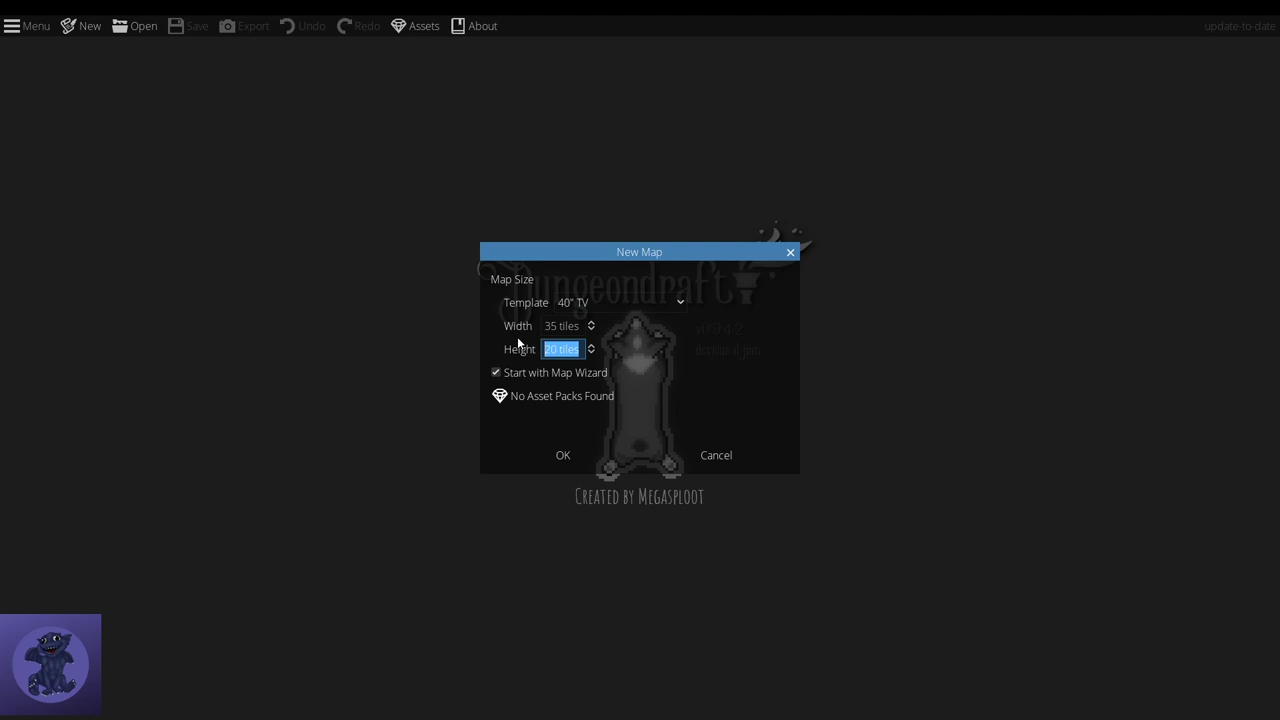 Menu New Open Save Export Undo Redo Assets About update-to-date
New Map
Dungeondraft
Map Size
Template 40" TV
Width 35 tiles
Height 20 tiles
Start with Map Wizard
No Asset Packs Found
OK Cancel
Created by Megasploot